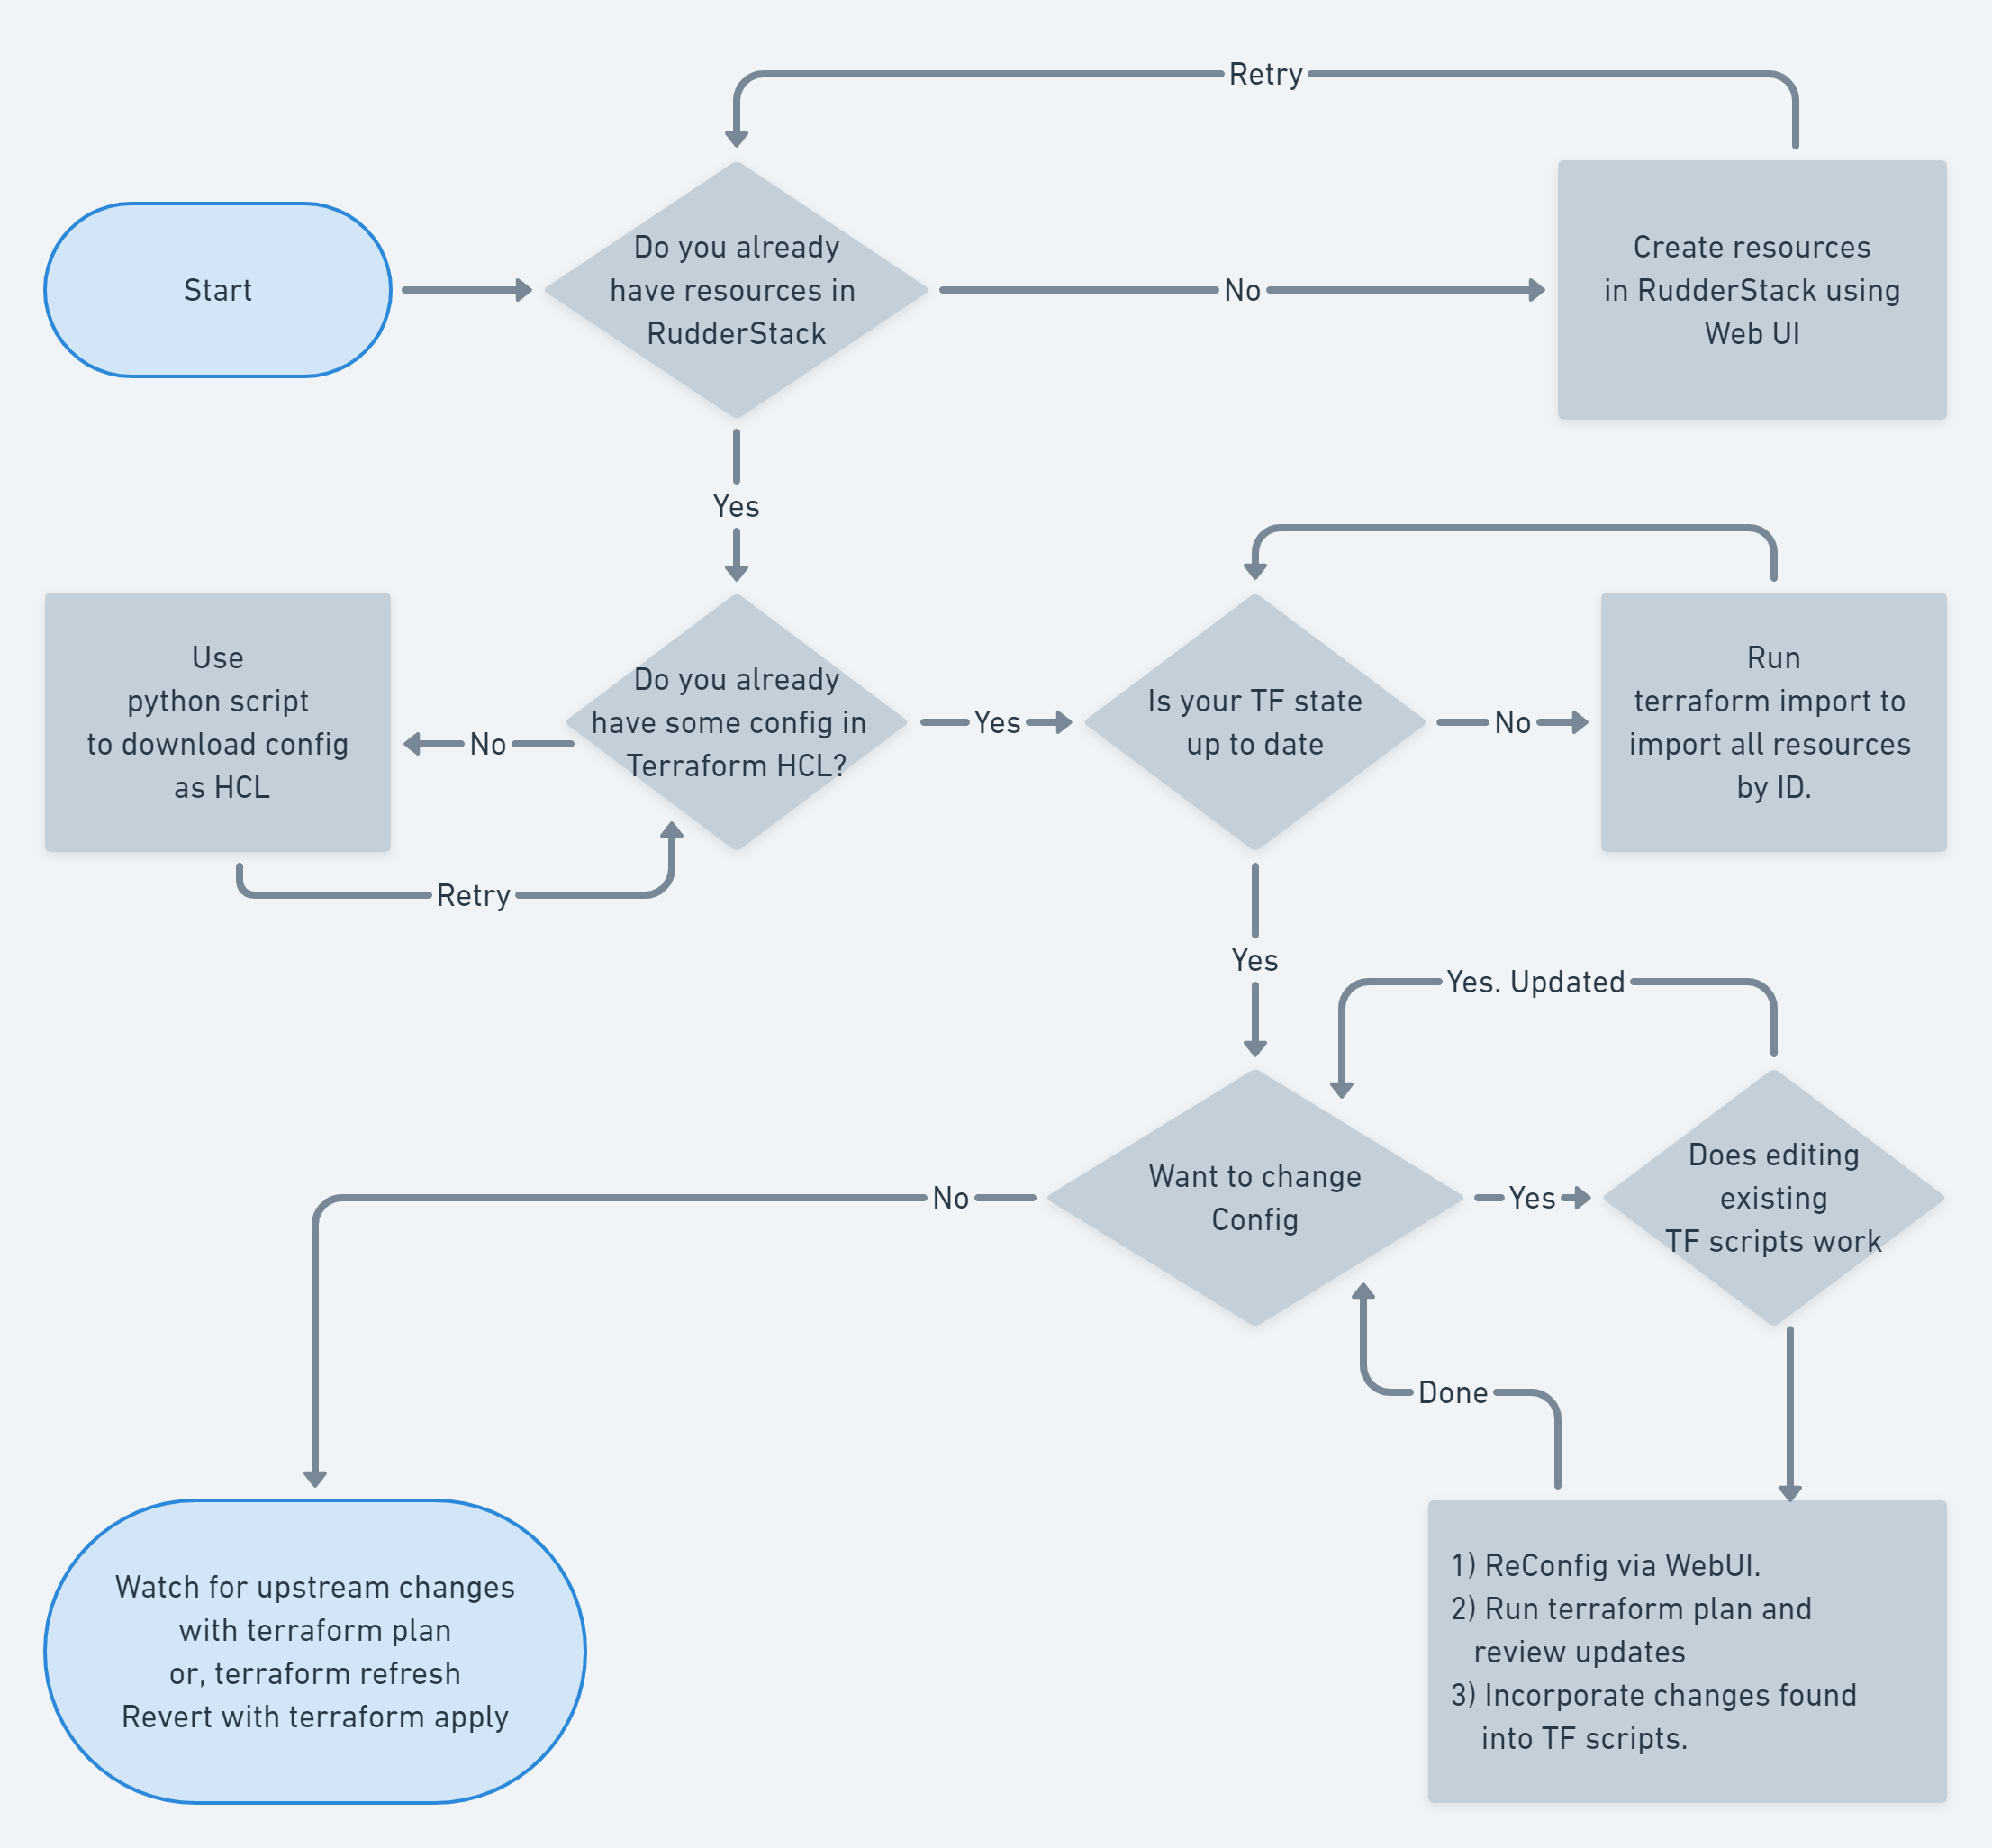 Retry
Start
Do you already
have resources in
RudderStack
No
Create resources
in RudderStack using
Web UI
Yes
Use
python script
to download config
as HCL
No
Do you already
have some config in
Terraform HCL?
Yes
Is your TF state
up to date
No
Run
terraform import to
import all resources
by ID.
Retry
Yes
Yes. Updated
No
Want to change
Config
Yes
Does editing
existing
TF scripts work
Done
Watch for upstream changes
with terraform plan
or, terraform refresh
Revert with terraform apply
1) ReConfig via WebUI.
2) Run terraform plan and
review updates
3) Incorporate changes found
into TF scripts.